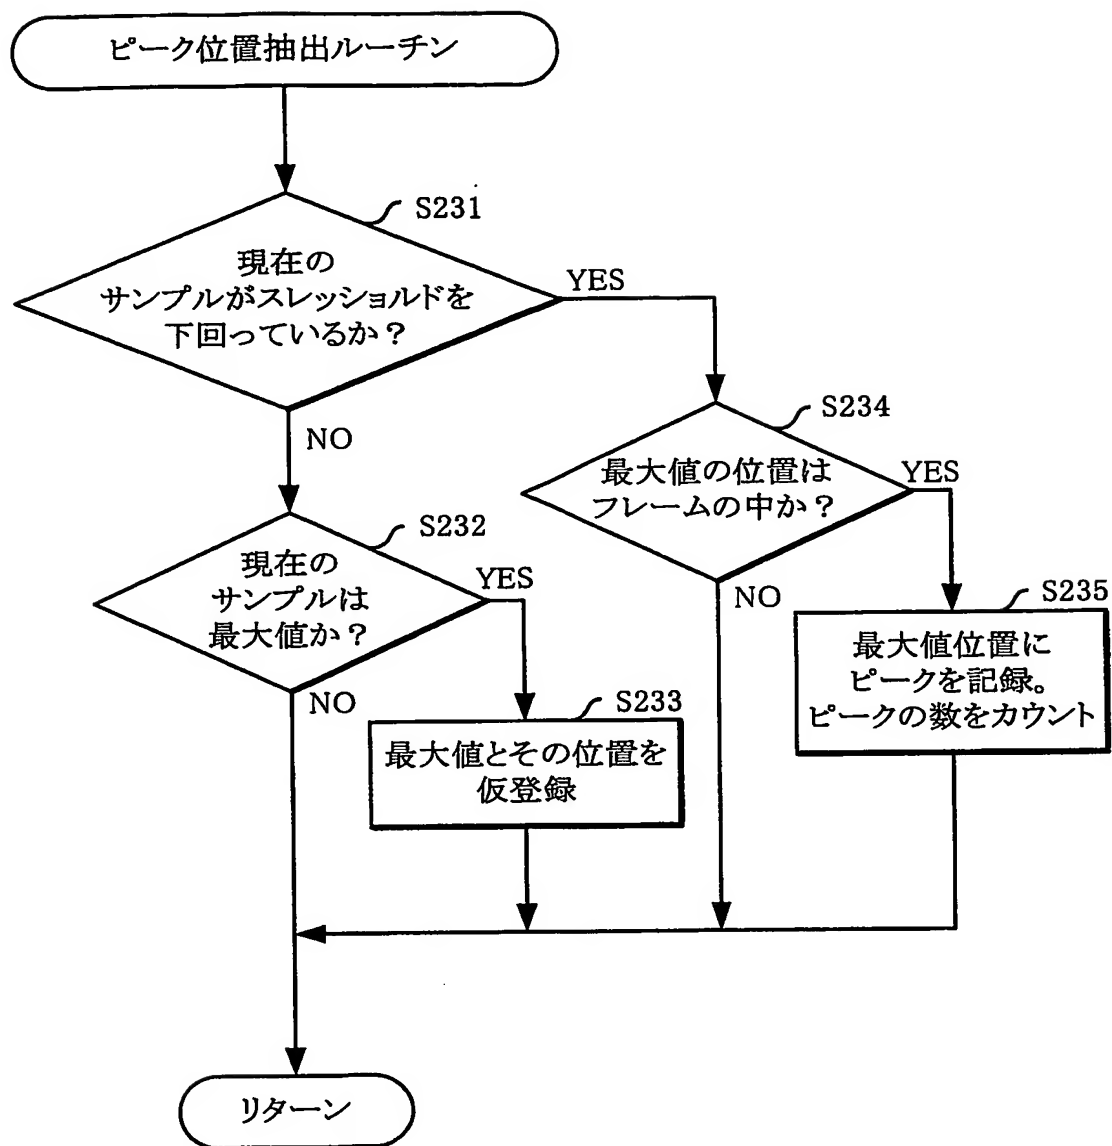 ピーク位置抽出ルーチン
S231
現在の
サンプルがスレッショルドを
下回っているか？
YES
NO
S234
最大値の位置は
フレームの中か？
YES
NO
S232
現在の
サンプルは
最大値か？
YES
NO
S235
最大値位置に
ピークを記録。
ピークの数をカウント
S233
最大値とその位置を
仮登録
リターン